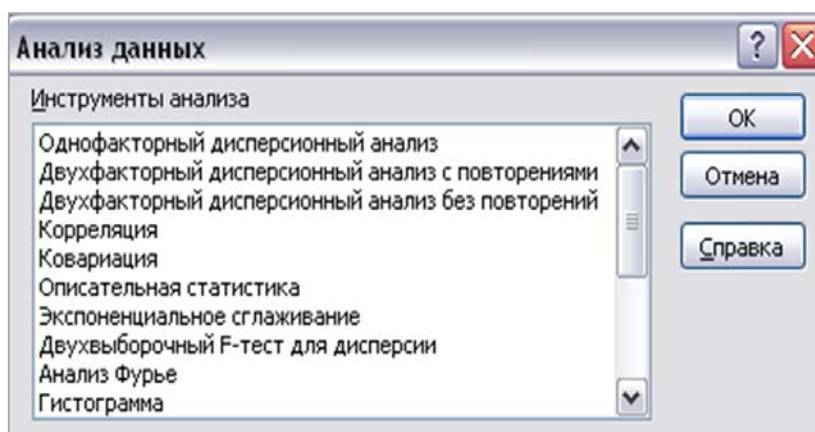 Анализ данных
Инструменты анализа
Однофакторный дисперсионный анализ
Двухфакторный дисперсионный анализ с повторениями
Двухфакторный дисперсионный анализ без повторений
Корреляция
Ковариация
Описательная статистика
Экспоненциальное сглаживание
Двухвыборочный F-тест для дисперсии
Анализ Фурье
Гистограмма
OK
Отмена
Справка